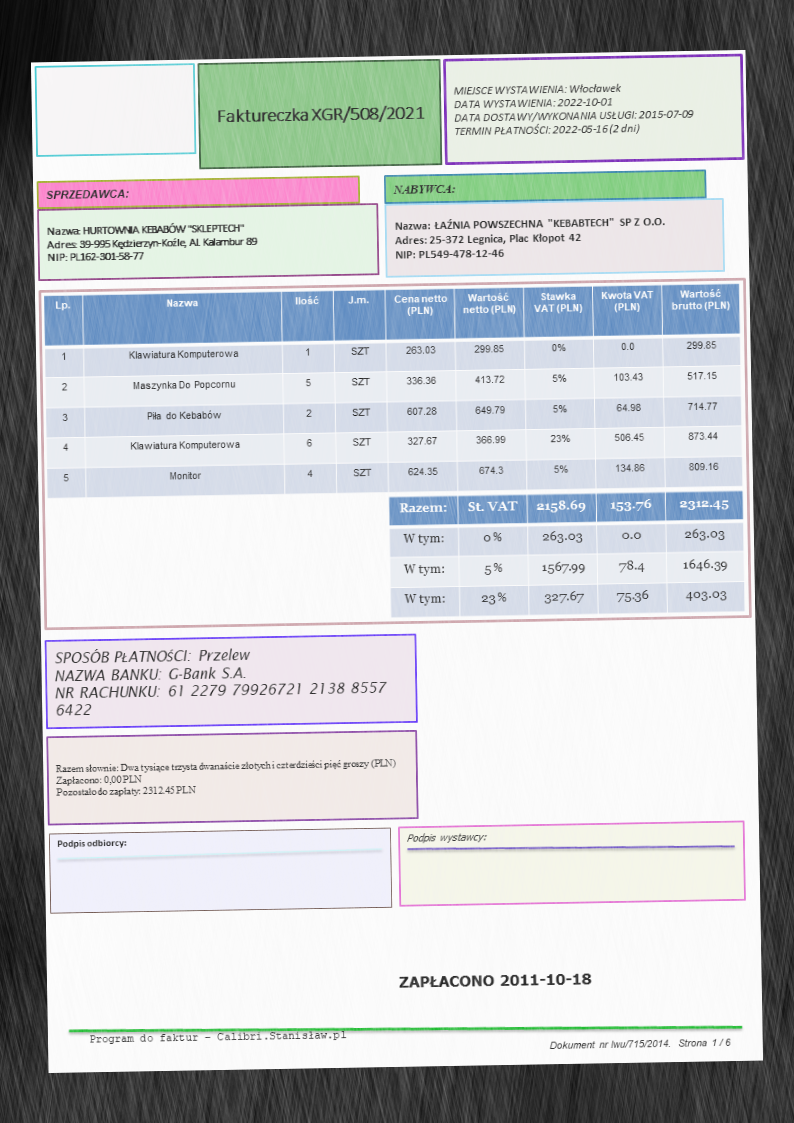 Faktureczka XGR/508/2021
MIEJSCE WYSTAWIENIA: Włocławek
DATA WYSTAWIENIA: 2022-10-01
DATA DOSTAWY/WYKONANIA USŁUGI: 2015-07-09
TERMIN PŁATNOŚCI: 2022-05-16 (2 dni)
SPRZEDAWCA:
Nazwa: HURTOWNIA KEBABÓW "SKLEPTECH"
Adres: 39-995 Kędzierzyn-Koźle, Al. Kalambur 89
NIP: PL162-301-58-77
NABYWCA:
Nazwa: ŁAŹNIA POWSZECHNA "KEBABTECH" SP Z O.O.
Adres: 25-372 Legnica, Plac Klopot 42
NIP: PL549-478-12-46
Lp. Nazwa Ilość J.m. Cena netto (PLN) Wartość netto (PLN) Stawka VAT (PLN) Kwota VAT (PLN) Wartość brutto (PLN)
1 Klawiatura Komputerowa 1 SZT 263.03 299.85 0% 0.0 299.85
2 Maszynka Do Popcornu 5 SZT 336.36 413.72 5% 103.43 517.15
3 Piła do Kebabów 2 SZT 607.28 649.79 5% 64.98 714.77
4 Klawiatura Komputerowa 6 SZT 327.67 366.99 23% 506.45 873.44
5 Monitor 4 SZT 624.35 674.3 5% 134.86 809.16
Razem: St. VAT 2158.69 153.76 2312.45
W tym: 0% 263.03 0.0 263.03
W tym: 5% 1567.99 78.4 1646.39
W tym: 23% 327.67 75.36 403.03
SPOSÓB PŁATNOŚCI: Przelew
NAZWA BANKU: G-Bank S.A.
NR RACHUNKU: 61 2279 79926721 2138 8557
6422
Razem słownie: Dwa tysiące trzysta dwanaście złotych i czterdzieści pięć groszy (PLN)
Zapłacono: 0,00 PLN
Pozostało do zapłaty: 2312.45 PLN
Podpis odbiorcy:
Podpis wystawcy:
ZAPŁACONO 2011-10-18
Program do faktur - Calibri.Stanisław.pl
Dokument nr lwu/715/2014. Strona 1 / 6